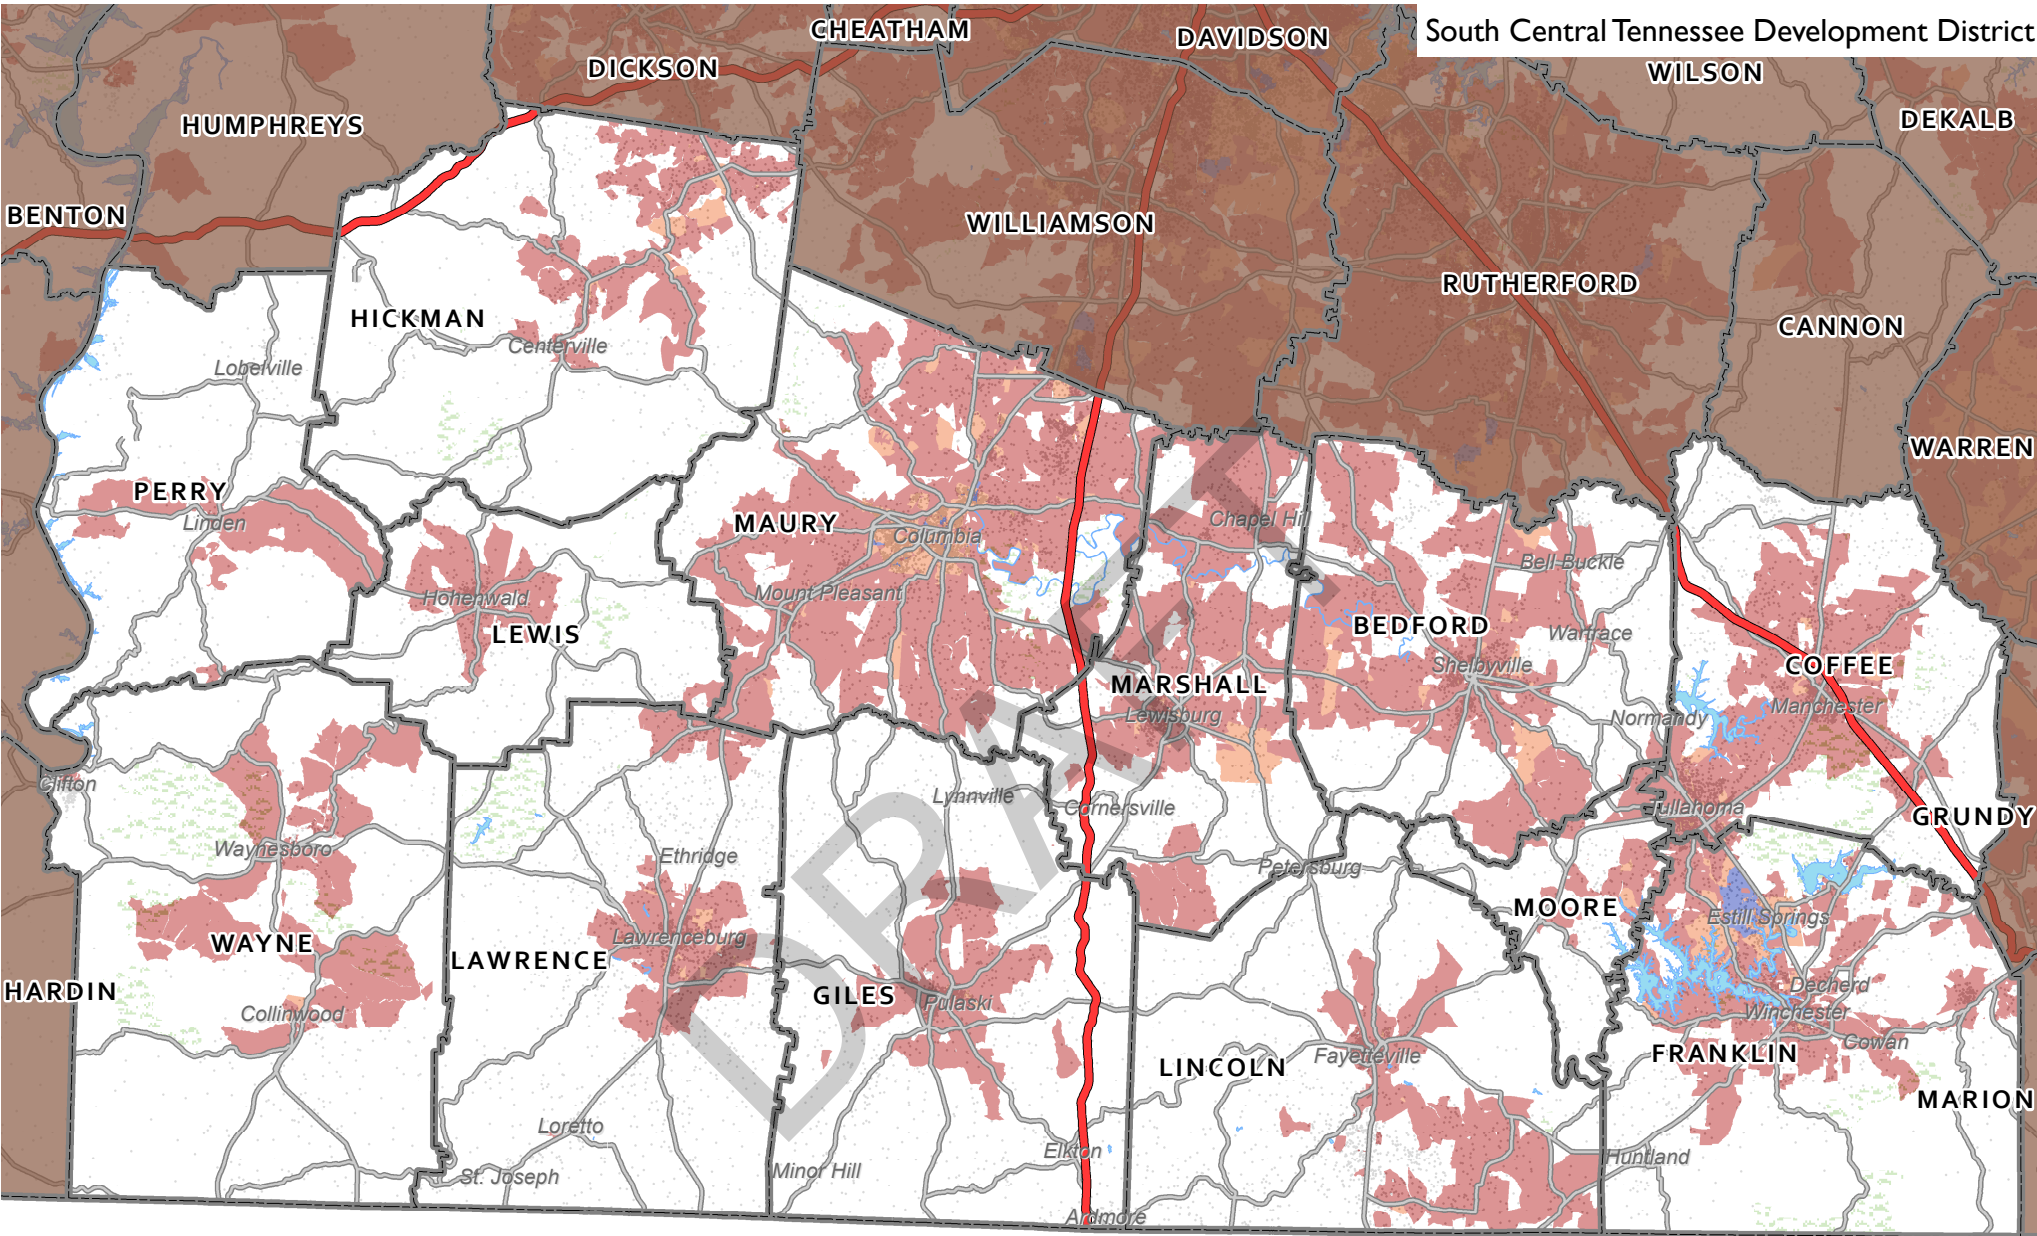 South Central Tennessee Development District
CHEATHAM
DAVIDSON
DICKSON
WILSON
HUMPHREYS
DEKALB
BENTON
WILLIAMSON
RUTHERFORD
HICKMAN
CANNON
Centerville
Lobelville
WARREN
PERRY
Linden
MAURY
Columbia
Chapel Hill
Bell Buckle
Hohenwald
Mount Pleasant
LEWIS
BEDFORD
Wartrace
Shelbyville
COFFEE
MARSHALL
Lewisburg
Manchester
Normandy
Clifton
Lynnville
Cornersville
Tullahoma
GRUNDY
Waynesboro
Ethridge
Petersburg
MOORE
Estill Springs
WAYNE
Lawrenceburg
LAWRENCE
HARDIN
GILES
Pulaski
Decherd
Collinwood
Winchester
Cowan
Fayetteville
FRANKLIN
LINCOLN
MARION
Loretto
Elkton
Huntland
St. Joseph
Minor Hill
Ardmore
DRAFT